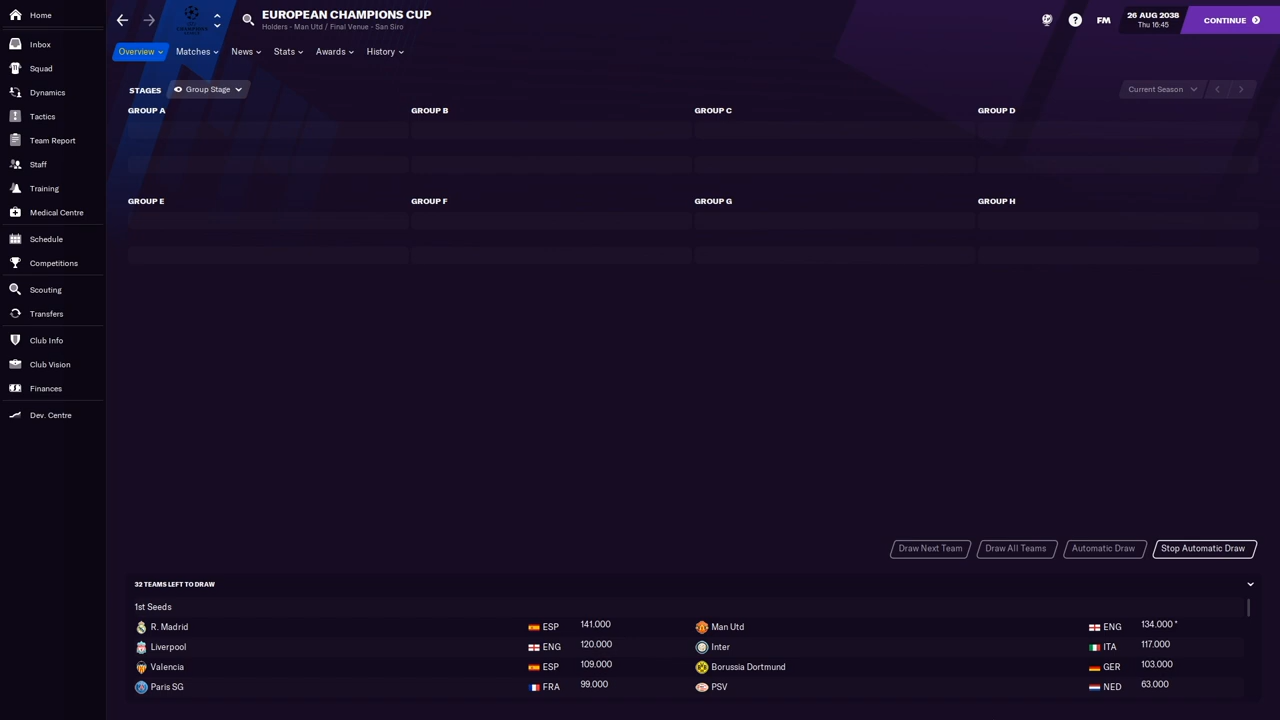 Home
Inbox
Squad
Dynamics
Tactics
Team Report
Staff
Training
Medical Centre
Schedule
Competitions
Scouting
Transfers
Club Info
Club Vision
Finances
Dev. Centre
EUROPEAN CHAMPIONS CUP
Holders - Man Utd / Final Venue - San Siro
FM
26 AUG 2038
Thu 16:45
CONTINUE
Overview Matches News Stats Awards History
STAGES Group Stage Current Season
GROUP A GROUP B GROUP C GROUP D
GROUP E GROUP F GROUP G GROUP H
Draw Next Team Draw All Teams Automatic Draw Stop Automatic Draw
32 TEAMS LEFT TO DRAW
1st Seeds
R. Madrid ESP 141.000 Man Utd ENG 134.000 *
Liverpool ENG 120.000 Inter ITA 117.000
Valencia ESP 109.000 Borussia Dortmund GER 103.000
Paris SG FRA 99.000 PSV NED 63.000